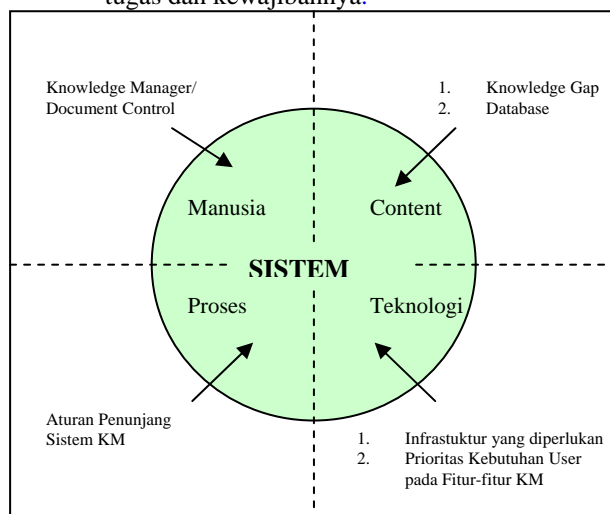 tugas dan kewajibannya.
Knowledge Manager/
Document Control
1. Knowledge Gap
2. Database
Manusia
Content
SISTEM
Proses
Teknologi
Aturan Penunjang
Sistem KM
1. Infrastuktur yang diperlukan
2. Prioritas Kebutuhan User
pada Fitur-fitur KM